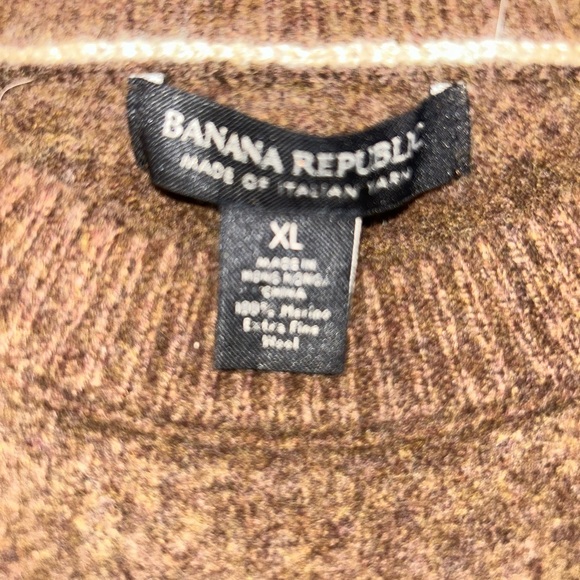 BANANA REPUBLIC
MADE OF ITALIAN YARN
XL
MADE IN
HONG KONG/
CHINA
100% Merino
Extra Fine
Wool